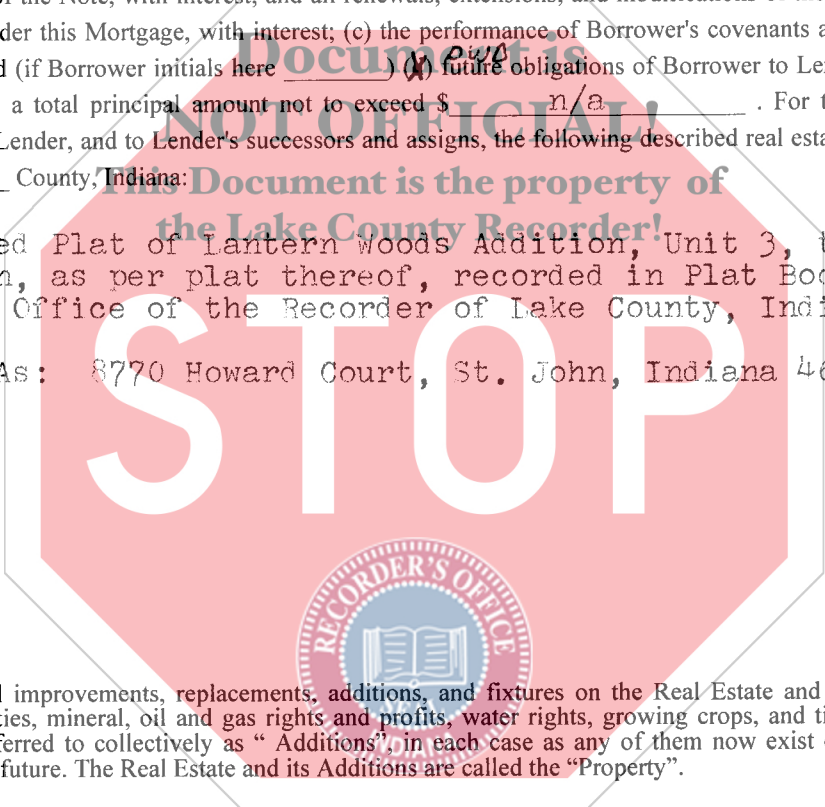 of the Note, with interest, and all renewals, extensions, and modifications of
der this Mortgage, with interest; (c) the performance of Borrower's covenants a
d (if Borrower initials here ________) (X) future obligations of Borrower to Le
a total principal amount not to exceed $ n/a . For t
Lender, and to Lender's successors and assigns, the following described real esta
_ County, Indiana:
Document is
NOT OFFICIAL!
This Document is the property of
the Lake County Recorder!
ed Plat of Lantern Woods Addition, Unit 3, t
n, as per plat thereof, recorded in Plat Boo
Office of the Recorder of Lake County, Indi
As: 8770 Howard Court, St. John, Indiana 46
STOP
RECORDER'S OFFICE
SEAL
INDIANA
l improvements, replacements, additions, and fixtures on the Real Estate and
ties, mineral, oil and gas rights and profits, water rights, growing crops, and ti
ferred to collectively as “ Additions”, in each case as any of them now exist
future. The Real Estate and its Additions are called the “Property”.